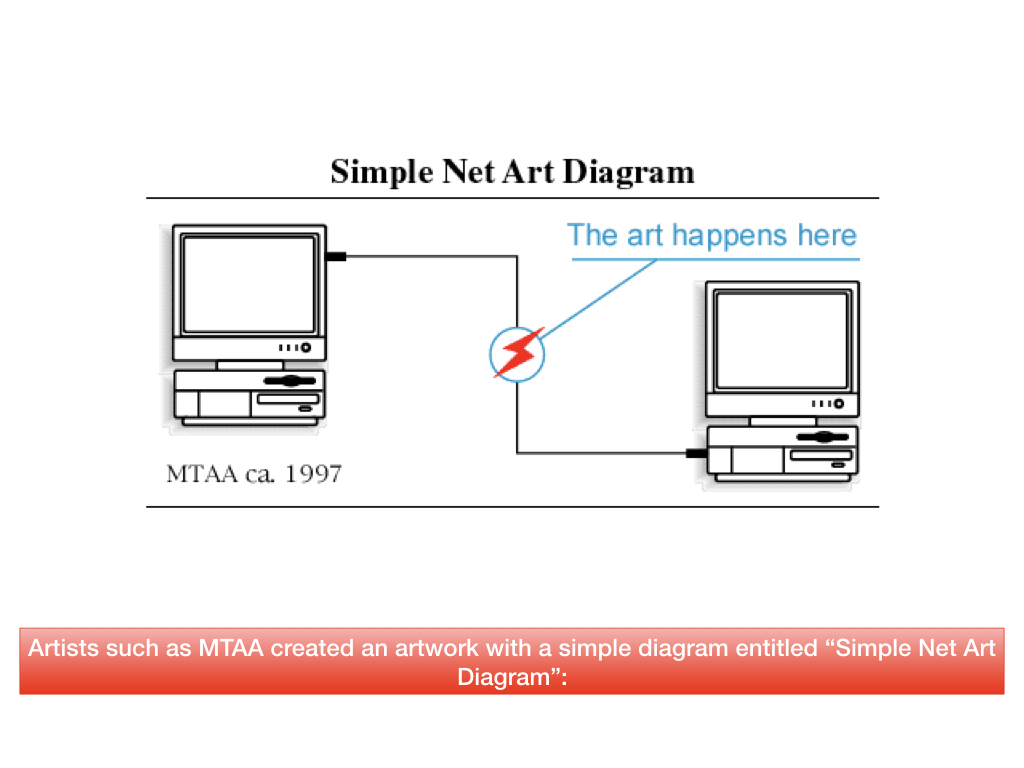 Simple Net Art Diagram
The art happens here
MTAA ca. 1997
Artists such as MTAA created an artwork with a simple diagram entitled “Simple Net Art
Diagram”: